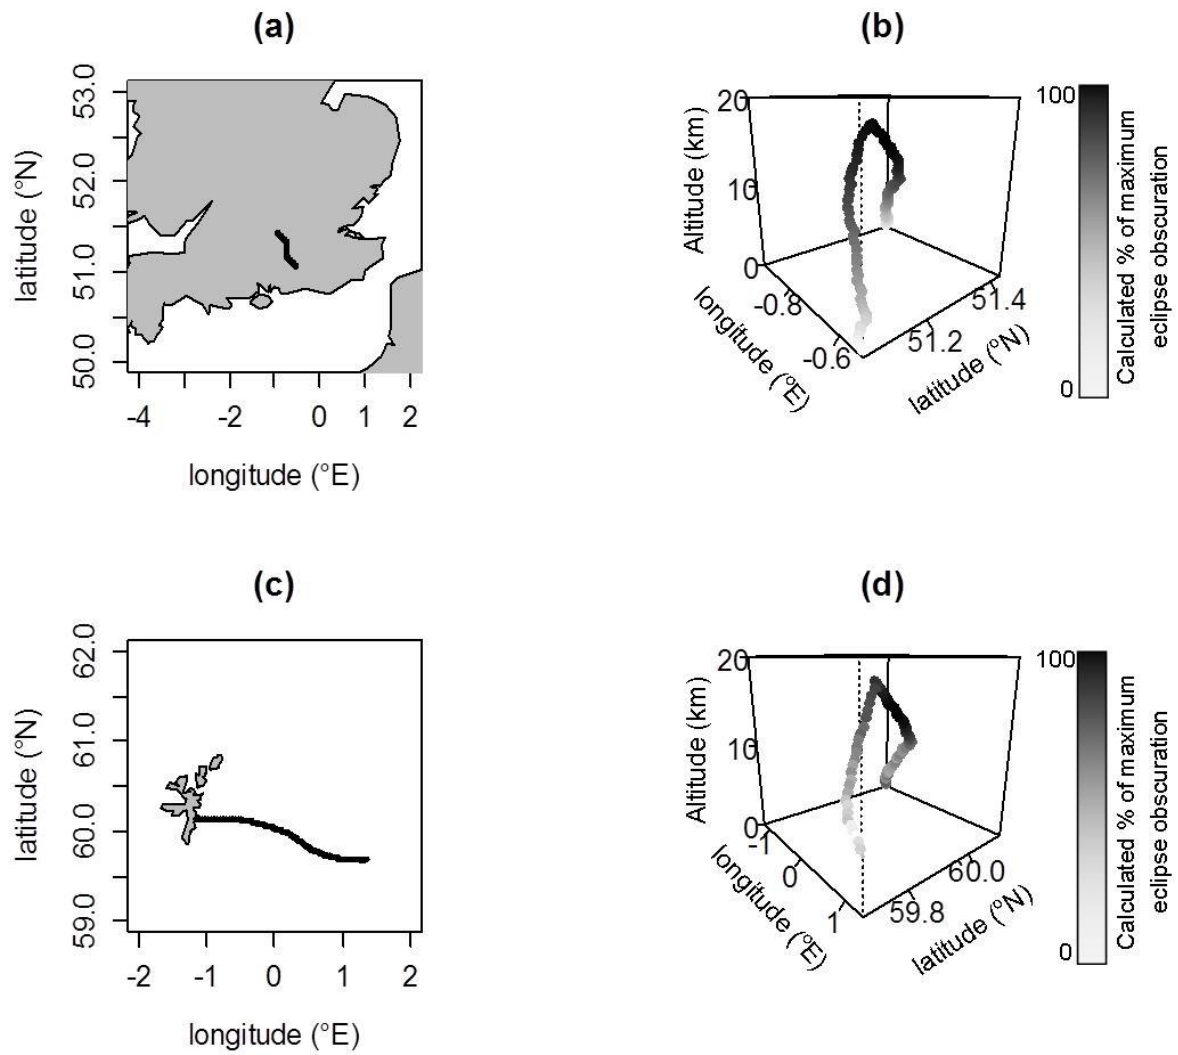 (a)
latitude (°N)
53.0
52.0
51.0
50.0
-4
-2
0
1
2
longitude (°E)
(b)
Altitude (km)
20
10
0
-0.8
-0.6
longitude (°E)
51.2
51.4
latitude (°N)
100
0
Calculated % of maximum
eclipse obscuration
(c)
latitude (°N)
62.0
61.0
60.0
59.0
-2
-1
0
1
2
longitude (°E)
(d)
Altitude (km)
20
10
0
-1
0
1
longitude (°E)
59.8
60.0
latitude (°N)
100
0
Calculated % of maximum
eclipse obscuration